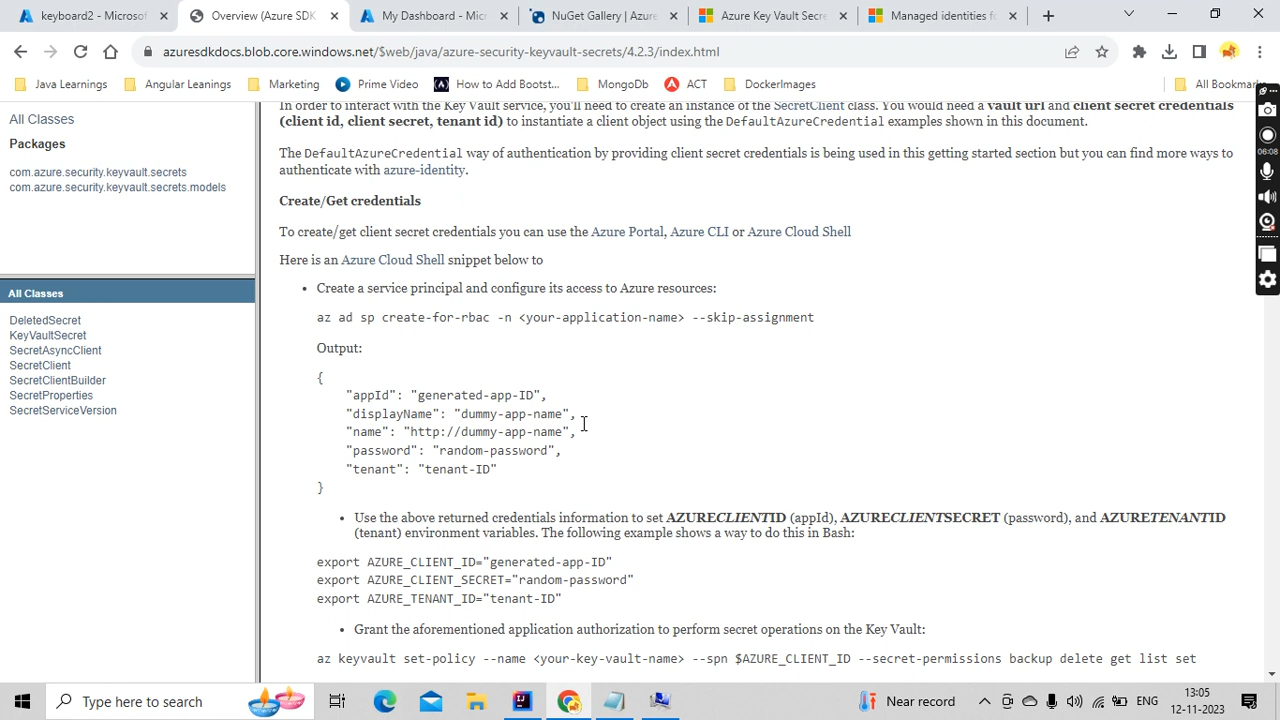 keyboard2 - Microsoft
Overview (Azure SDK
My Dashboard - Micros
NuGet Gallery | Azure
Azure Key Vault Secre
Managed identities fo
azuresdkdocs.blob.core.windows.net/$web/java/azure-security-keyvault-secrets/4.2.3/index.html
Java Learnings
Angular Leanings
Marketing
Prime Video
How to Add Bootst...
MongoDb
ACT
DockerImages
All Bookmarks
All Classes
Packages
com.azure.security.keyvault.secrets
com.azure.security.keyvault.secrets.models
All Classes
DeletedSecret
KeyVaultSecret
SecretAsyncClient
SecretClient
SecretClientBuilder
SecretProperties
SecretServiceVersion
In order to interact with the Key Vault service, you'll need to create an instance of the SecretClient class. You would need a vault url and client secret credentials
(client id, client secret, tenant id) to instantiate a client object using the DefaultAzureCredential examples shown in this document.
The DefaultAzureCredential way of authentication by providing client secret credentials is being used in this getting started section but you can find more ways to
authenticate with azure-identity.
Create/Get credentials
To create/get client secret credentials you can use the Azure Portal, Azure CLI or Azure Cloud Shell
Here is an Azure Cloud Shell snippet below to
• Create a service principal and configure its access to Azure resources:
az ad sp create-for-rbac -n <your-application-name> --skip-assignment
Output:
{
"appId": "generated-app-ID",
"displayName": "dummy-app-name",
"name": "http://dummy-app-name",
"password": "random-password",
"tenant": "tenant-ID"
}
• Use the above returned credentials information to set AZURECLIENTID (appId), AZURECLIENTSECRET (password), and AZURETENANTID
(tenant) environment variables. The following example shows a way to do this in Bash:
export AZURE_CLIENT_ID="generated-app-ID"
export AZURE_CLIENT_SECRET="random-password"
export AZURE_TENANT_ID="tenant-ID"
• Grant the aforementioned application authorization to perform secret operations on the Key Vault:
az keyvault set-policy --name <your-key-vault-name> --spn $AZURE_CLIENT_ID --secret-permissions backup delete get list set
08:08
Type here to search
Near record
ENG
13:05
12-11-2023